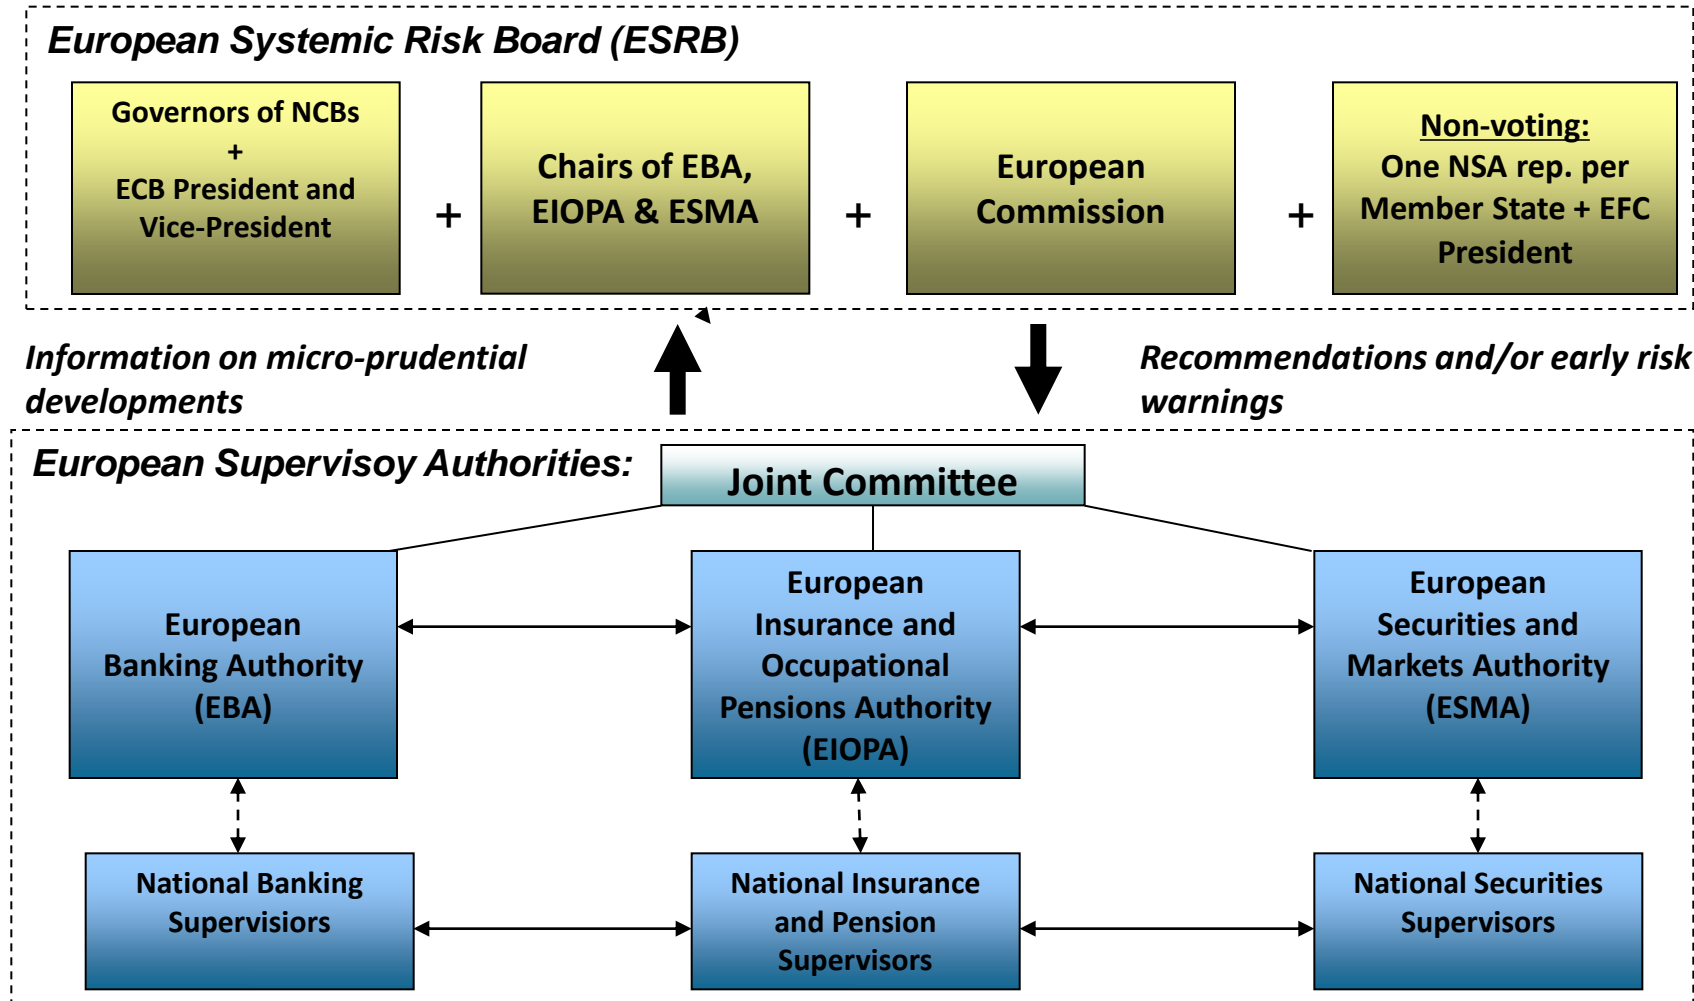 European Systemic Risk Board (ESRB)
Governors of NCBs
+
ECB President and
Vice-President
+
Chairs of EBA,
EIOPA & ESMA
+
European
Commission
+
Non-voting:
One NSA rep. per
Member State + EFC
President
Information on micro-prudential
developments
Recommendations and/or early risk
warnings
European Supervisoy Authorities:
Joint Committee
European
Banking Authority
(EBA)
European
Insurance and
Occupational
Pensions Authority
(EIOPA)
European
Securities and
Markets Authority
(ESMA)
National Banking
Supervisiors
National Insurance
and Pension
Supervisors
National Securities
Supervisors